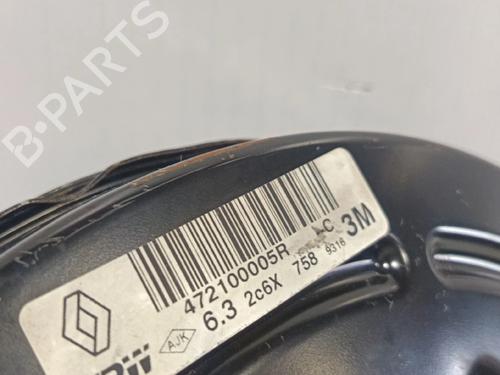 B-PARTS
472100005R
C
3M
6.3 2c6X 758 9316
AJK